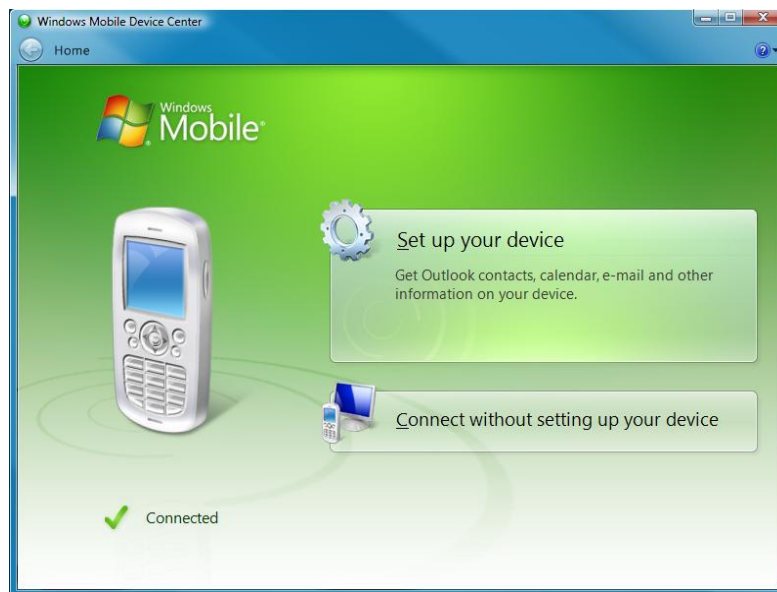 Windows Mobile Device Center
Home
Windows
Mobile
Set up your device
Get Outlook contacts, calendar, e-mail and other
information on your device.
Connect without setting up your device
Connected